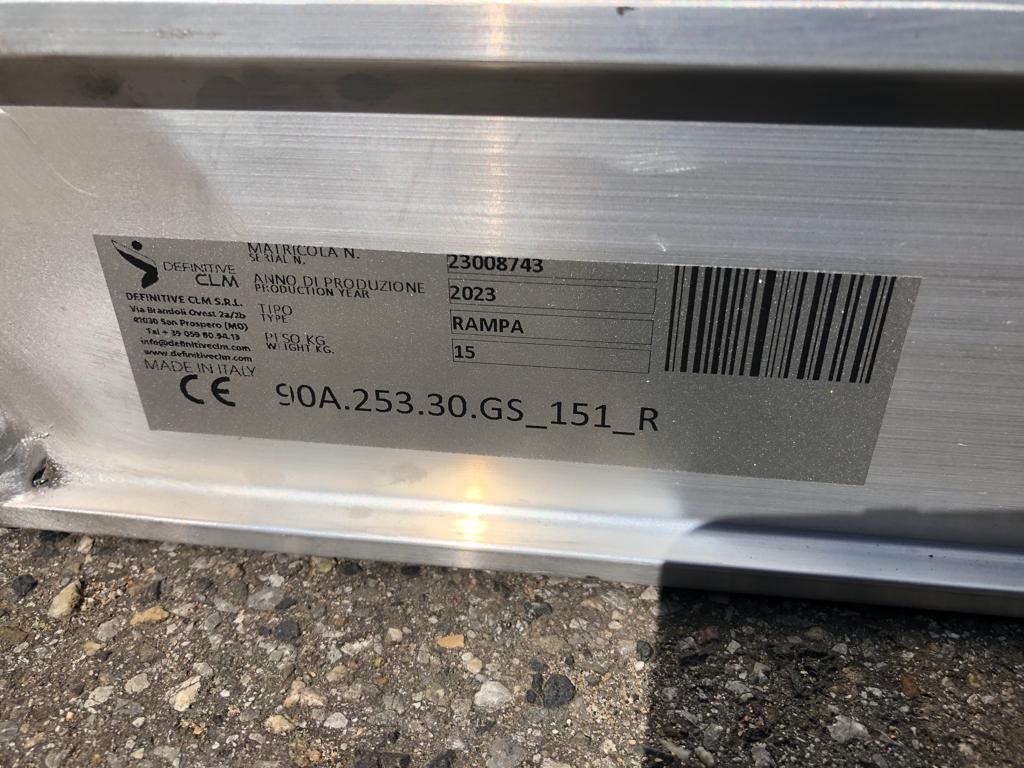 DEFINITIVE
CLM
DEFINITIVE CLM S.R.L.
Via Brandoli Ovest 2a/2b
41030 San Prospero (MO)
Tel + 39 059 80.94.13
info@definitiveclm.com
www.definitiveclm.com
MADE IN ITALY
CE
MATRICOLA N.
SERIAL N.
23008743
ANNO DI PRODUZIONE
PRODUCTION YEAR
2023
TIPO
TYPE
RAMPA
PESO KG
WEIGHT KG.
15
90A.253.30.GS_151_R